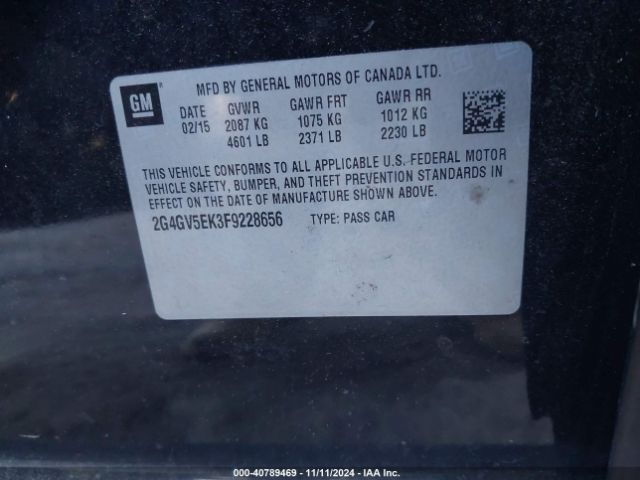 GM
MFD BY GENERAL MOTORS OF CANADA LTD.
DATE GVWR GAWR FRT GAWR RR
02/15 2087 KG 1075 KG 1012 KG
4601 LB 2371 LB 2230 LB
THIS VEHICLE CONFORMS TO ALL APPLICABLE U.S. FEDERAL MOTOR
VEHICLE SAFETY, BUMPER, AND THEFT PREVENTION STANDARDS IN
EFFECT ON THE DATE OF MANUFACTURE SHOWN ABOVE.
2G4GV5EK3F9228656 TYPE: PASS CAR
000-40789469 - 11/11/2024 - IAA Inc.